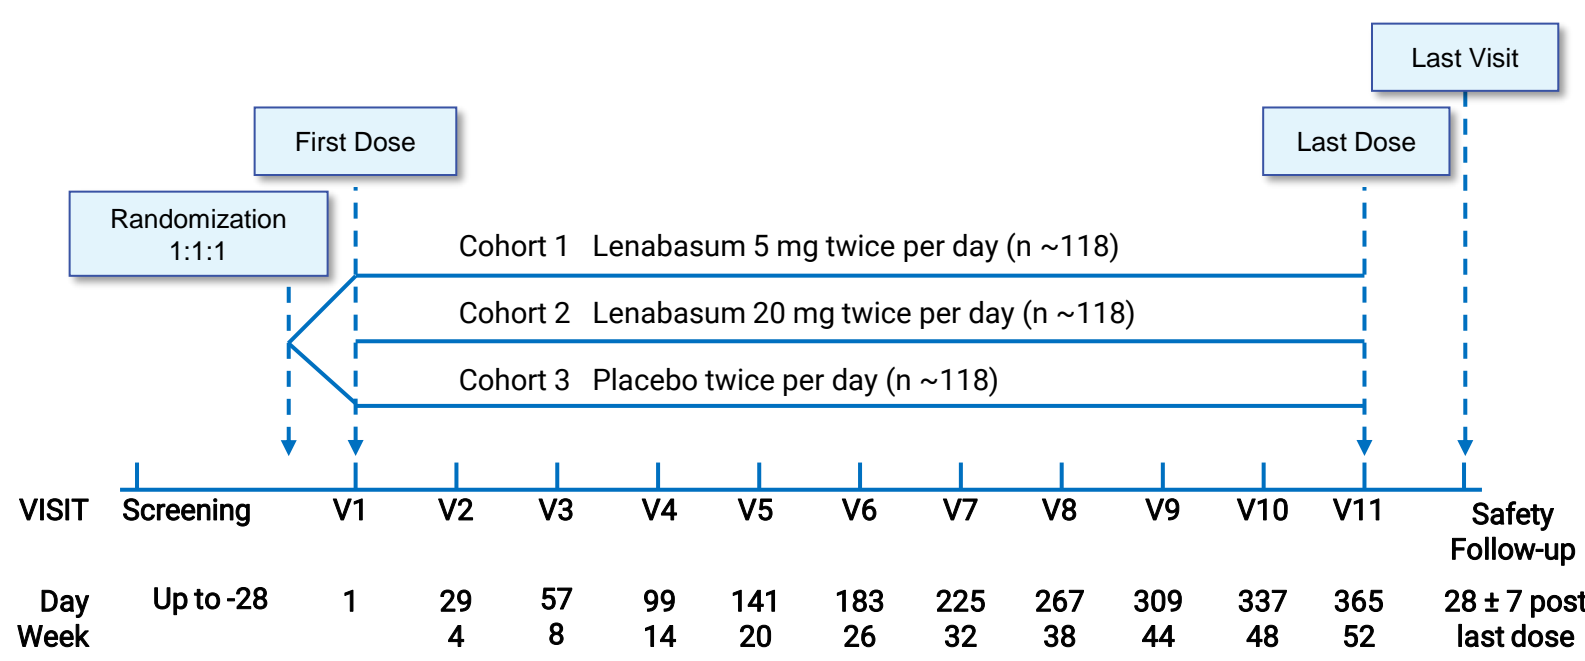 Last Visit
First Dose
Last Dose
Randomization
1:1:1
Cohort 1 Lenabasum 5 mg twice per day (n ~118)
Cohort 2 Lenabasum 20 mg twice per day (n ~118)
Cohort 3 Placebo twice per day (n ~118)
VISIT Screening V1 V2 V3 V4 V5 V6 V7 V8 V9 V10 V11 Safety
Follow-up
Day Up to -28 1 29 57 99 141 183 225 267 309 337 365 28 ± 7 post
Week 4 8 14 20 26 32 38 44 48 52 last dose